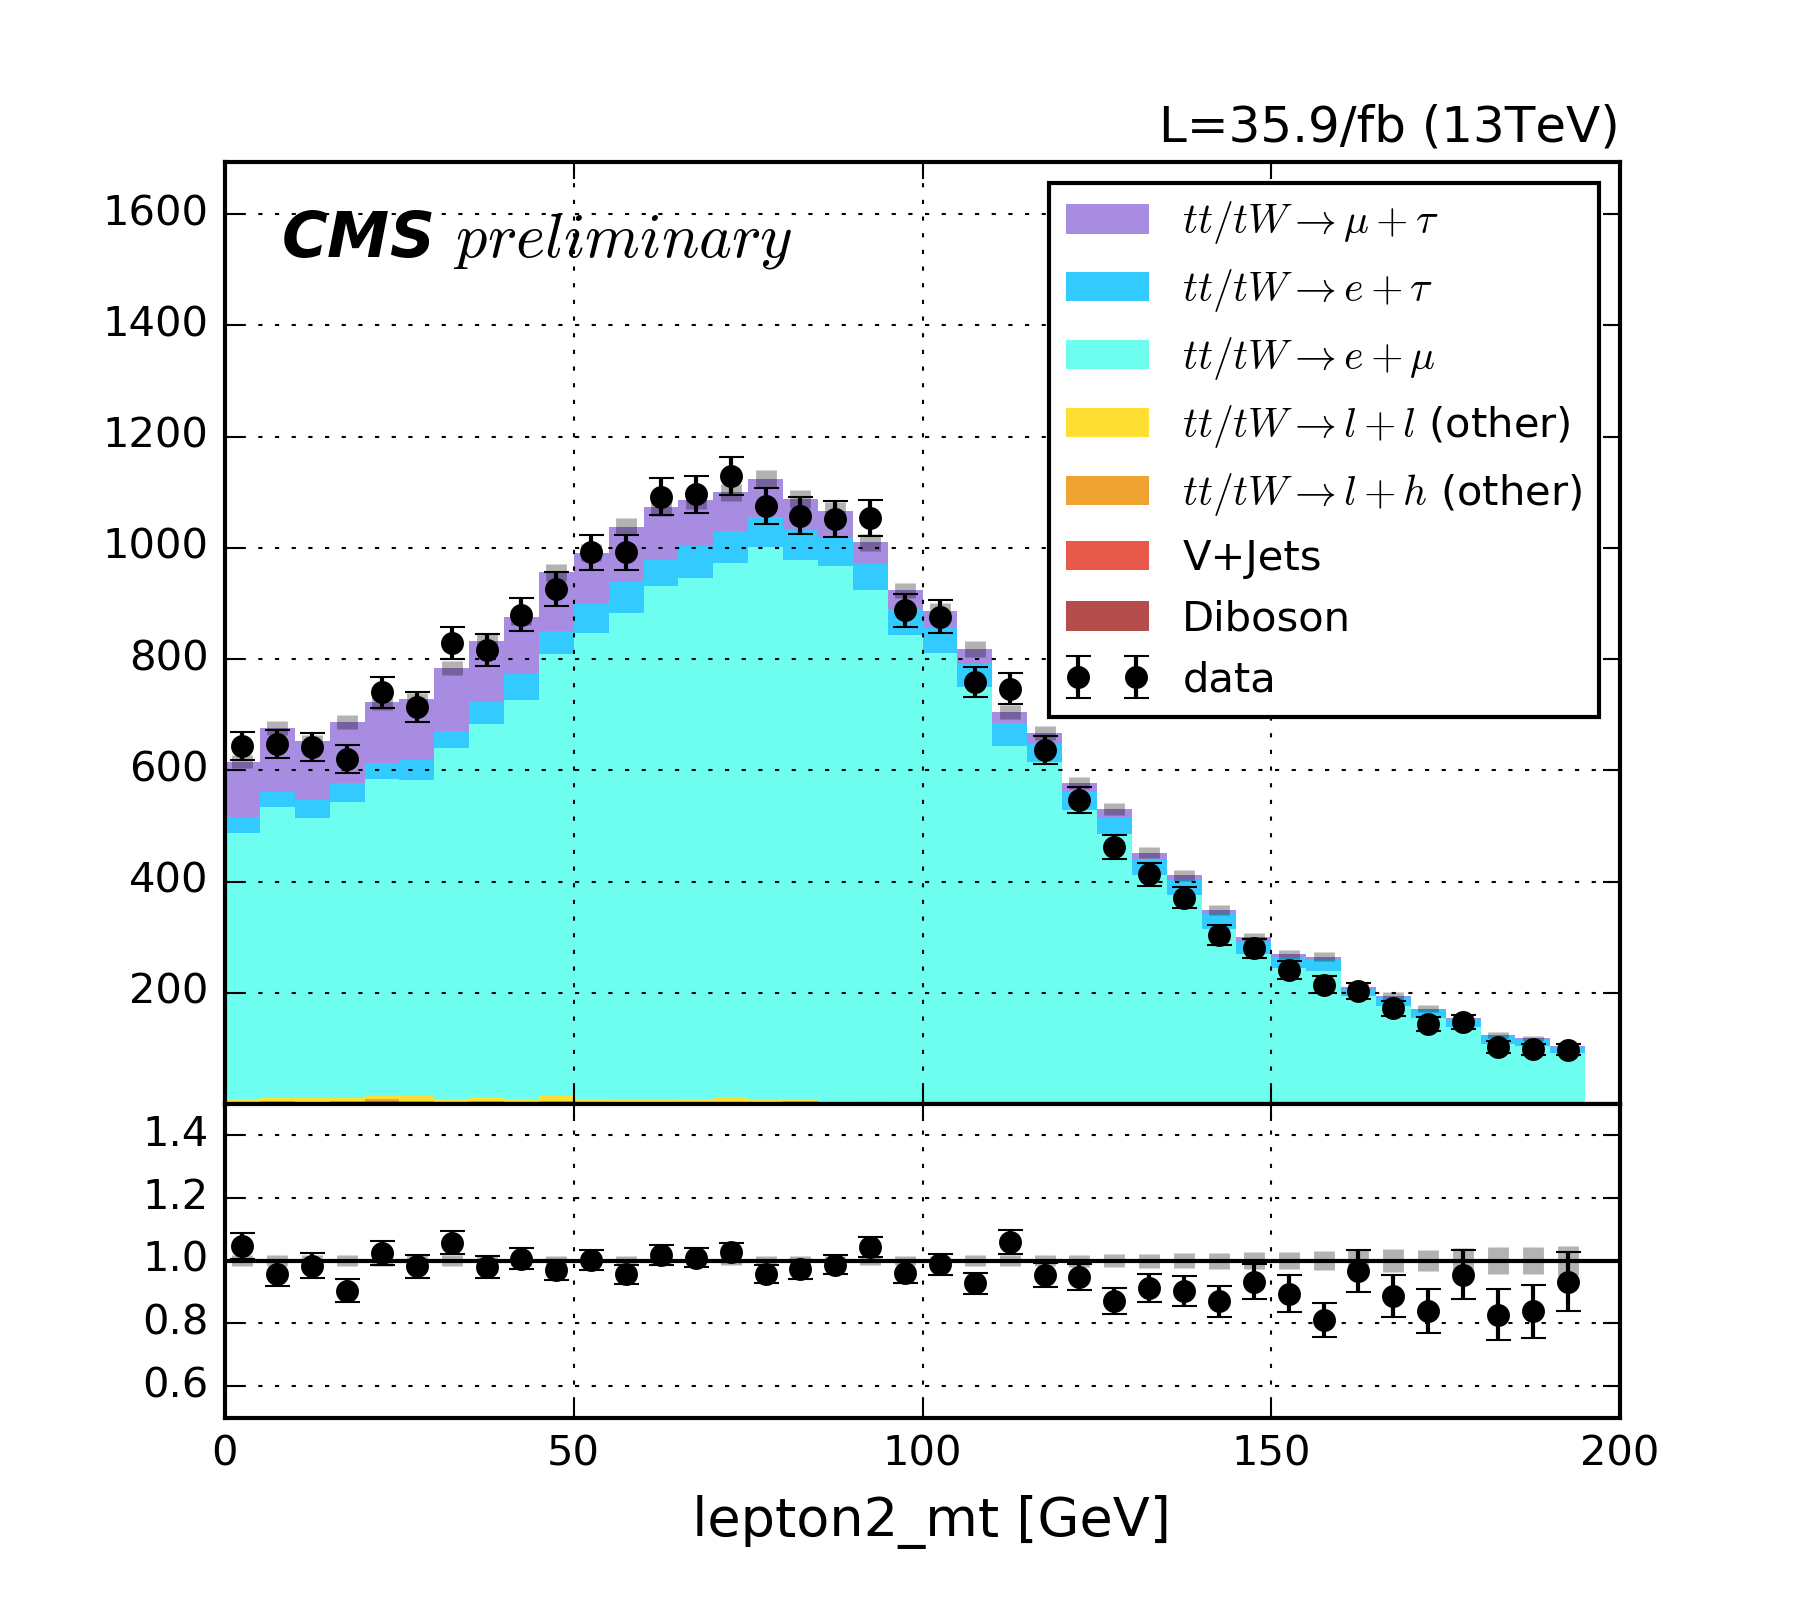 L=35.9/fb (13TeV)
CMS preliminary
1600
1400
1200
1000
800
600
400
200
tt/tW→μ+τ
tt/tW→e+τ
tt/tW→e+μ
tt/tW→l+l (other)
tt/tW→l+h (other)
V+Jets
Diboson
data
1.4
1.2
1.0
0.8
0.6
0 50 100 150 200
lepton2_mt [GeV]